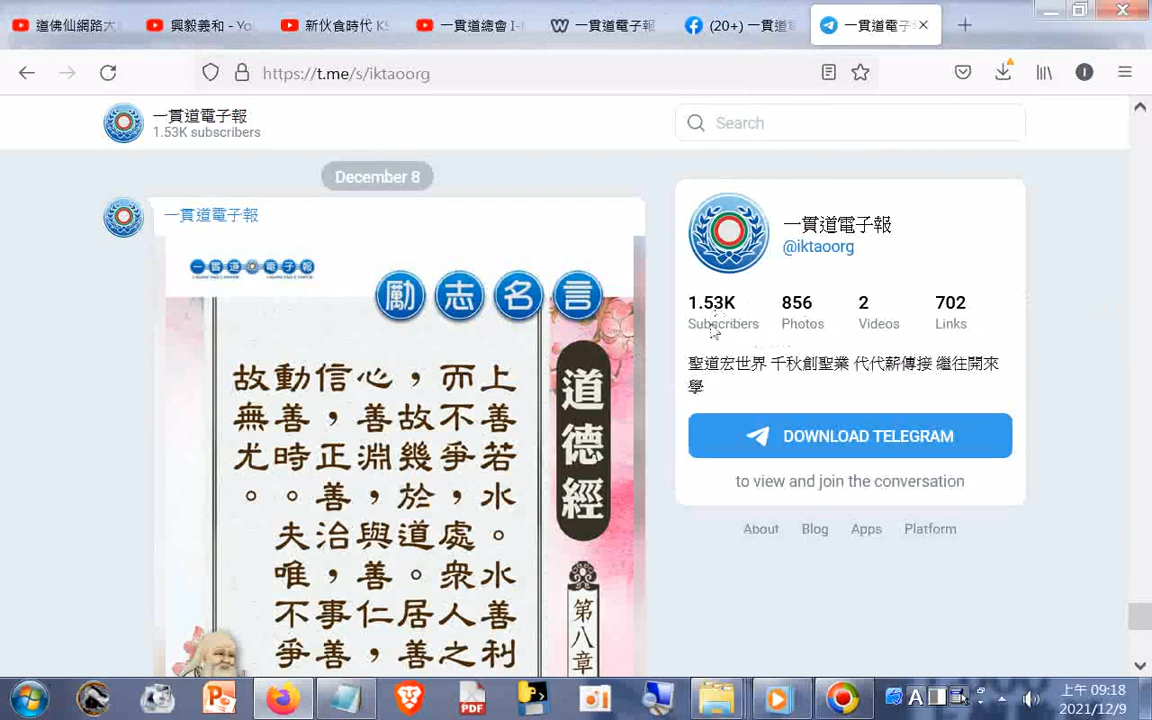 道佛仙網路大
興毅義和 - Yo
新伙食時代 KS
一貫道總會 I-
一貫道電子報
(20+) 一貫道
一貫道電子
https://t.me/s/iktaoorg
一貫道電子報
1.53K subscribers
Search
December 8
一貫道電子報
一貫道電子報
勵志名言
道德經
第八章
上善若水。水善利
而不爭，處眾人之
，故幾於道。居善
心善淵，與善仁，
信，正善治，事善
動善時。夫唯不爭
故無尤。
一貫道電子報
@iktaoorg
1.53K 856 2 702
Subscribers Photos Videos Links
聖道宏世界 千秋創聖業 代代薪傳接 繼往開來
學
DOWNLOAD TELEGRAM
to view and join the conversation
About Blog Apps Platform
PDF
A
上午 09:18
2021/12/9